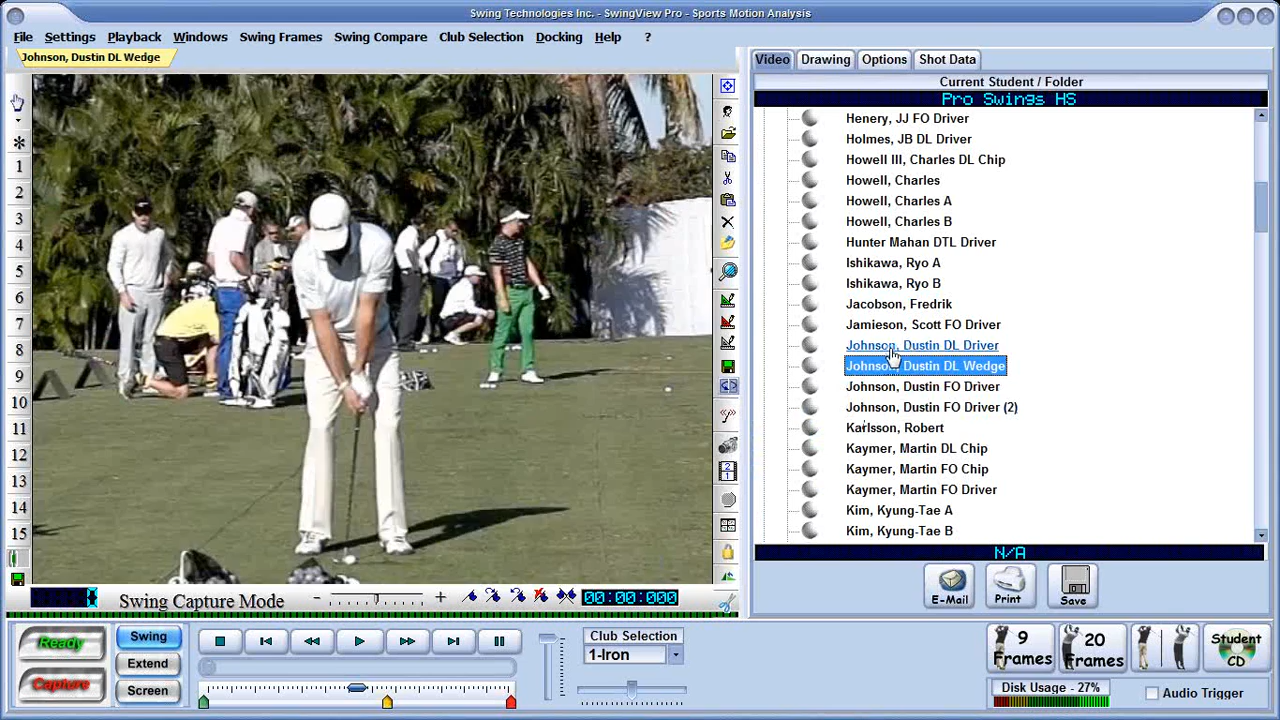 Swing Technologies Inc. - SwingView Pro - Sports Motion Analysis
File Settings Playback Windows Swing Frames Swing Compare Club Selection Docking Help ?
Johnson, Dustin DL Wedge
Video Drawing Options Shot Data
Current Student / Folder
Pro Swings HS
Henery, JJ FO Driver
Holmes, JB DL Driver
Howell III, Charles DL Chip
Howell, Charles
Howell, Charles A
Howell, Charles B
Hunter Mahan DTL Driver
Ishikawa, Ryo A
Ishikawa, Ryo B
Jacobson, Fredrik
Jamieson, Scott FO Driver
Johnson, Dustin DL Driver
Johnson, Dustin DL Wedge
Johnson, Dustin FO Driver
Johnson, Dustin FO Driver (2)
Karlsson, Robert
Kaymer, Martin DL Chip
Kaymer, Martin FO Chip
Kaymer, Martin FO Driver
Kim, Kyung-Tae A
Kim, Kyung-Tae B
N/A
E-Mail Print Save
1
2
3
4
5
6
7
8
9
10
11
12
13
14
15
Swing Capture Mode - + 00:00:000
Ready Swing
Capture Extend
Screen
Club Selection
1-Iron
9 Frames
20 Frames
Student CD
Disk Usage - 27%
Audio Trigger